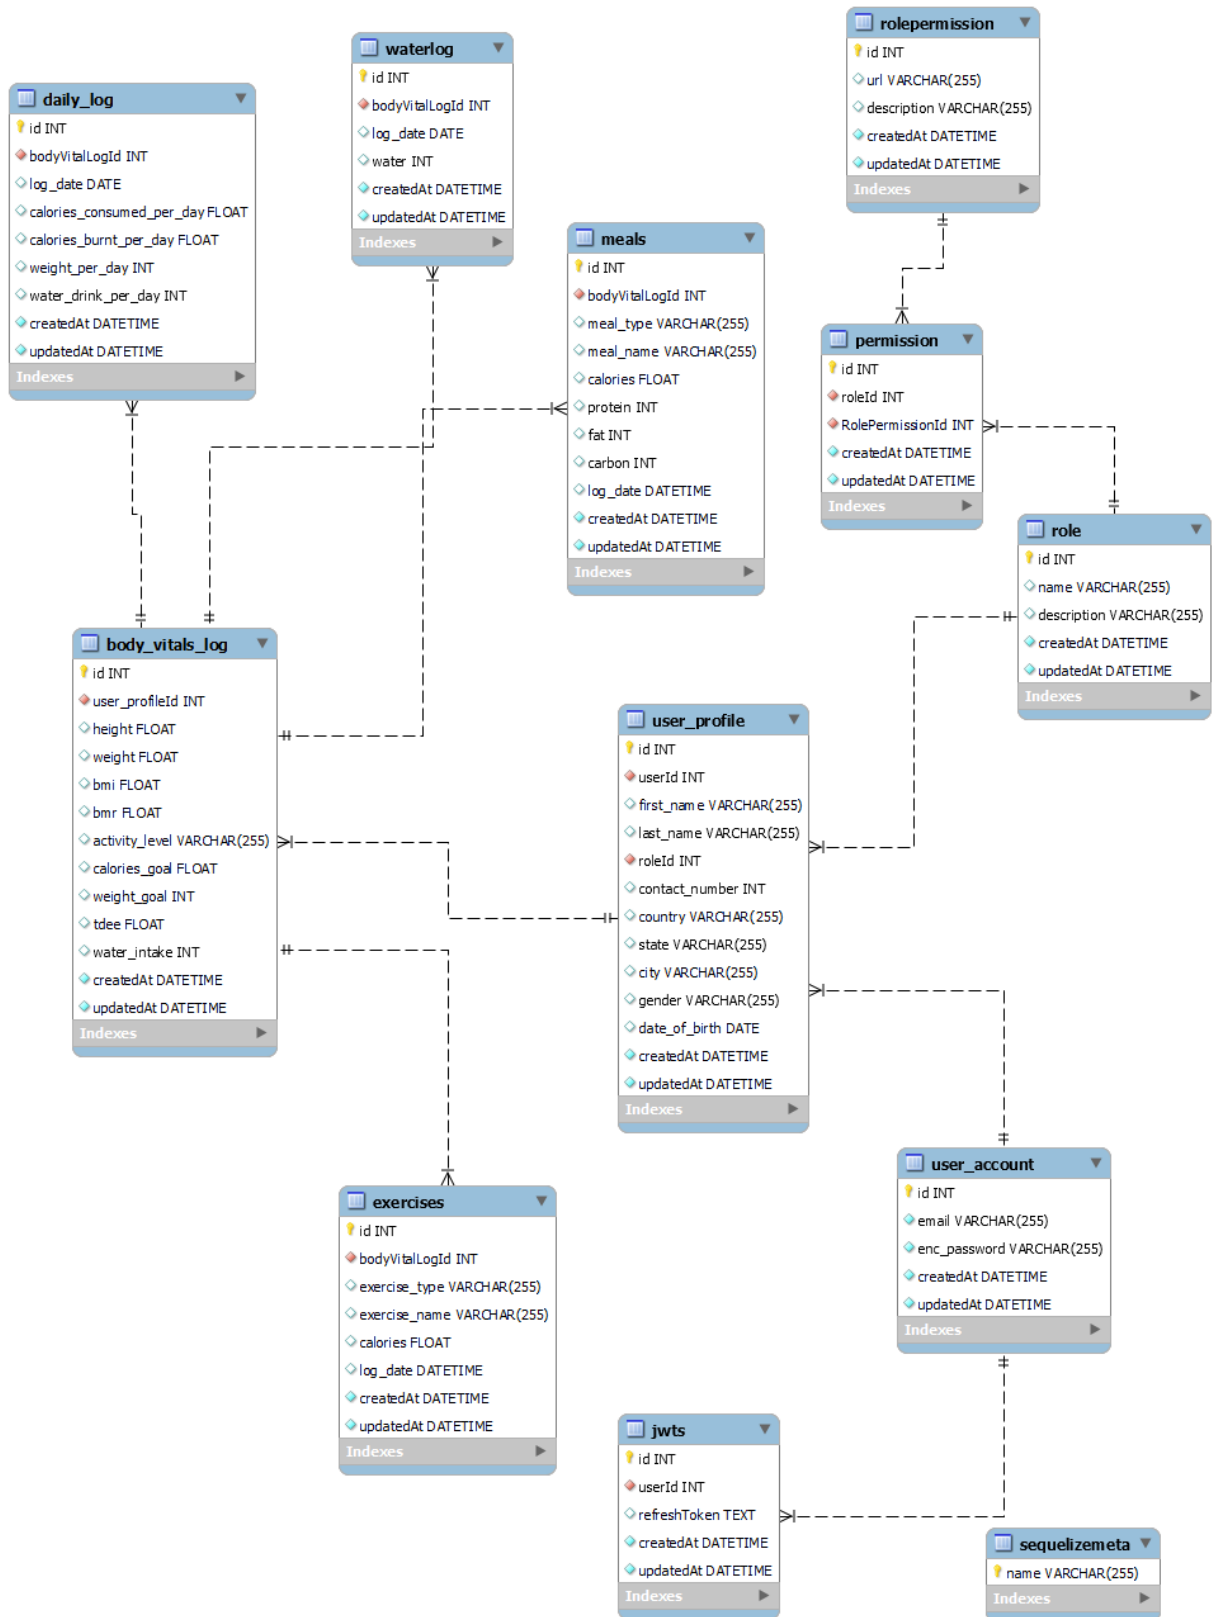 rolepermission
id INT
url VARCHAR(255)
description VARCHAR(255)
createdAt DATETIME
updatedAt DATETIME
Indexes
waterlog
id INT
bodyVitalLogId INT
log_date DATE
water INT
createdAt DATETIME
updatedAt DATETIME
Indexes
daily_log
id INT
bodyVitalLogId INT
log_date DATE
calories_consumed_per_day FLOAT
calories_burnt_per_day FLOAT
weight_per_day INT
water_drink_per_day INT
createdAt DATETIME
updatedAt DATETIME
Indexes
meals
id INT
bodyVitalLogId INT
meal_type VARCHAR(255)
meal_name VARCHAR(255)
calories FLOAT
protein INT
fat INT
carbon INT
log_date DATETIME
createdAt DATETIME
updatedAt DATETIME
Indexes
permission
id INT
roleId INT
RolePermissionId INT
createdAt DATETIME
updatedAt DATETIME
Indexes
role
id INT
name VARCHAR(255)
description VARCHAR(255)
createdAt DATETIME
updatedAt DATETIME
Indexes
body_vitals_log
id INT
user_profileId INT
height FLOAT
weight FLOAT
bmi FLOAT
bmr FLOAT
activity_level VARCHAR(255)
calories_goal FLOAT
weight_goal INT
tdee FLOAT
water_intake INT
createdAt DATETIME
updatedAt DATETIME
Indexes
user_profile
id INT
userId INT
first_name VARCHAR(255)
last_name VARCHAR(255)
roleId INT
contact_number INT
country VARCHAR(255)
state VARCHAR(255)
city VARCHAR(255)
gender VARCHAR(255)
date_of_birth DATE
createdAt DATETIME
updatedAt DATETIME
Indexes
user_account
id INT
email VARCHAR(255)
enc_password VARCHAR(255)
createdAt DATETIME
updatedAt DATETIME
Indexes
exercises
id INT
bodyVitalLogId INT
exercise_type VARCHAR(255)
exercise_name VARCHAR(255)
calories FLOAT
log_date DATETIME
createdAt DATETIME
updatedAt DATETIME
Indexes
jwts
id INT
userId INT
refreshToken TEXT
createdAt DATETIME
updatedAt DATETIME
Indexes
sequelizemeta
name VARCHAR(255)
Indexes